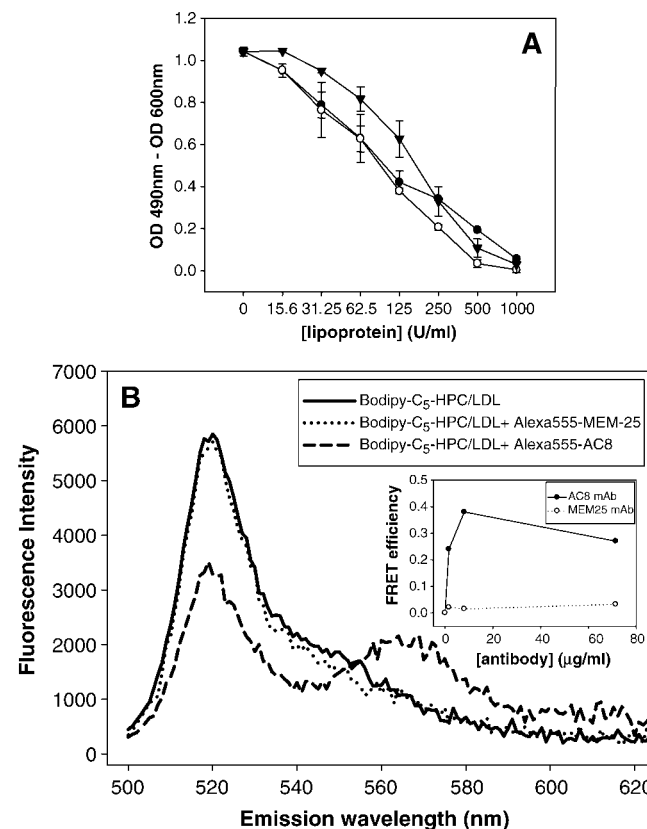 A
OD 490nm - OD 600nm
1.2
1.0
0.8
0.6
0.4
0.2
0.0
0 15.6 31.25 62.5 125 250 500 1000
[lipoprotein] (U/ml)
B
Fluorescence Intensity
7000
6000
5000
4000
3000
2000
1000
0
Bodipy-C5-HPC/LDL
Bodipy-C5-HPC/LDL+ Alexa555-MEM-25
Bodipy-C5-HPC/LDL+ Alexa555-AC8
FRET efficiency
0.5
0.4
0.3
0.2
0.1
0.0
AC8 mAb
MEM25 mAb
0 20 40 60 80
[antibody] (μg/ml)
500 520 540 560 580 600 620
Emission wavelength (nm)